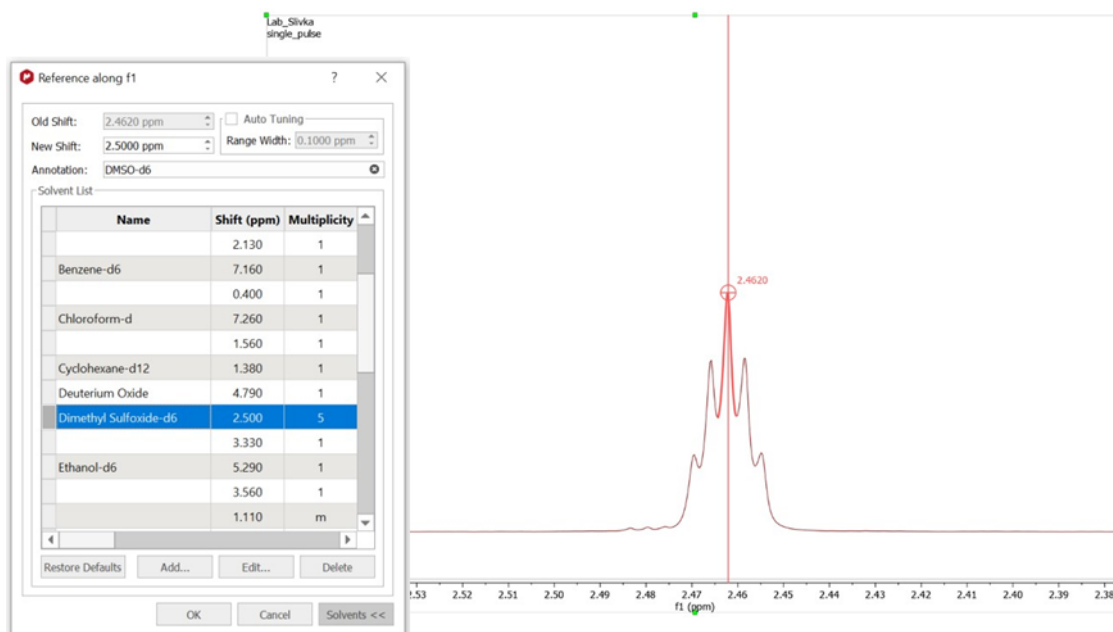 Lab_Slivka
single_pulse
Reference along f1
?
Old Shift: 2.4620 ppm
Auto Tuning
New Shift: 2.5000 ppm
Range Width: 0.1000 ppm
Annotation: DMSO-d6
Solvent List
Name Shift (ppm) Multiplicity
2.130 1
Benzene-d6 7.160 1
0.400 1
Chloroform-d 7.260 1
1.560 1
Cyclohexane-d12 1.380 1
Deuterium Oxide 4.790 1
Dimethyl Sulfoxide-d6 2.500 5
3.330 1
Ethanol-d6 5.290 1
3.560 1
1.110 m
Restore Defaults Add... Edit... Delete
OK Cancel Solvents <<
2.4620
2.53 2.52 2.51 2.50 2.49 2.48 2.47 2.46 2.45 2.44 2.43 2.42 2.41 2.40 2.39 2.38
f1 (ppm)